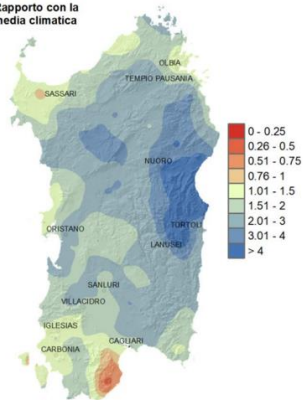 Rapporto con la
media climatica
OLBIA
TEMPIO PAUSANIA
SASSARI
NUORO
ORISTANO
TORTOLI
LANUSEI
SANLURI
VILLACIDRO
IGLESIAS
CAGLIARI
CARBONIA
0 - 0.25
0.26 - 0.5
0.51 - 0.75
0.76 - 1
1.01 - 1.5
1.51 - 2
2.01 - 3
3.01 - 4
> 4